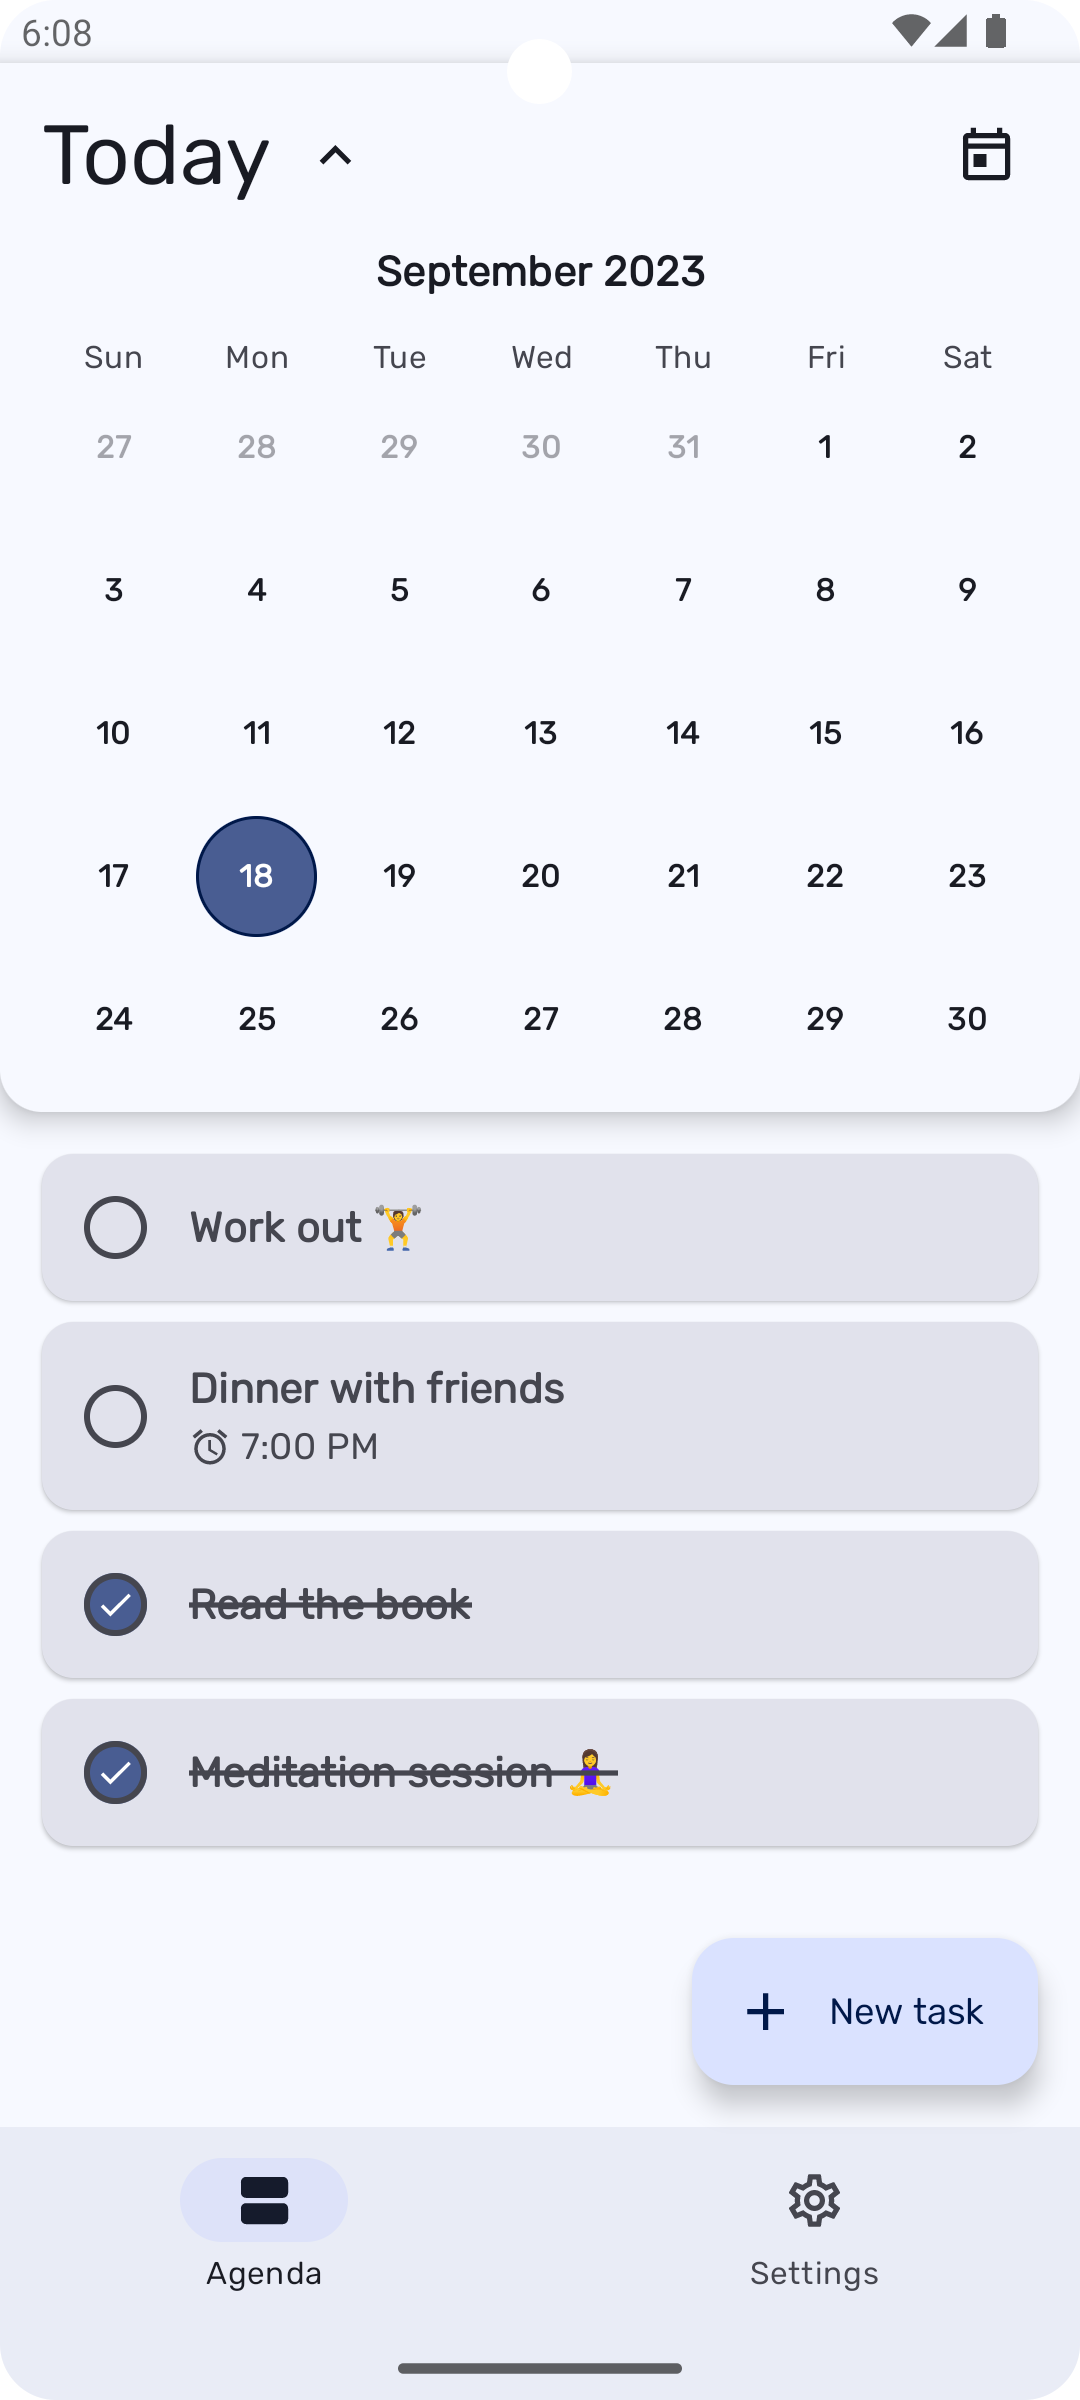 6:08
Today
September 2023
Sun Mon Tue Wed Thu Fri Sat
27 28 29 30 31 1 2
3 4 5 6 7 8 9
10 11 12 13 14 15 16
17 18 19 20 21 22 23
24 25 26 27 28 29 30
Work out 🏋️
Dinner with friends
7:00 PM
Read the book
Meditation session 🧘‍♀️
New task
Agenda Settings